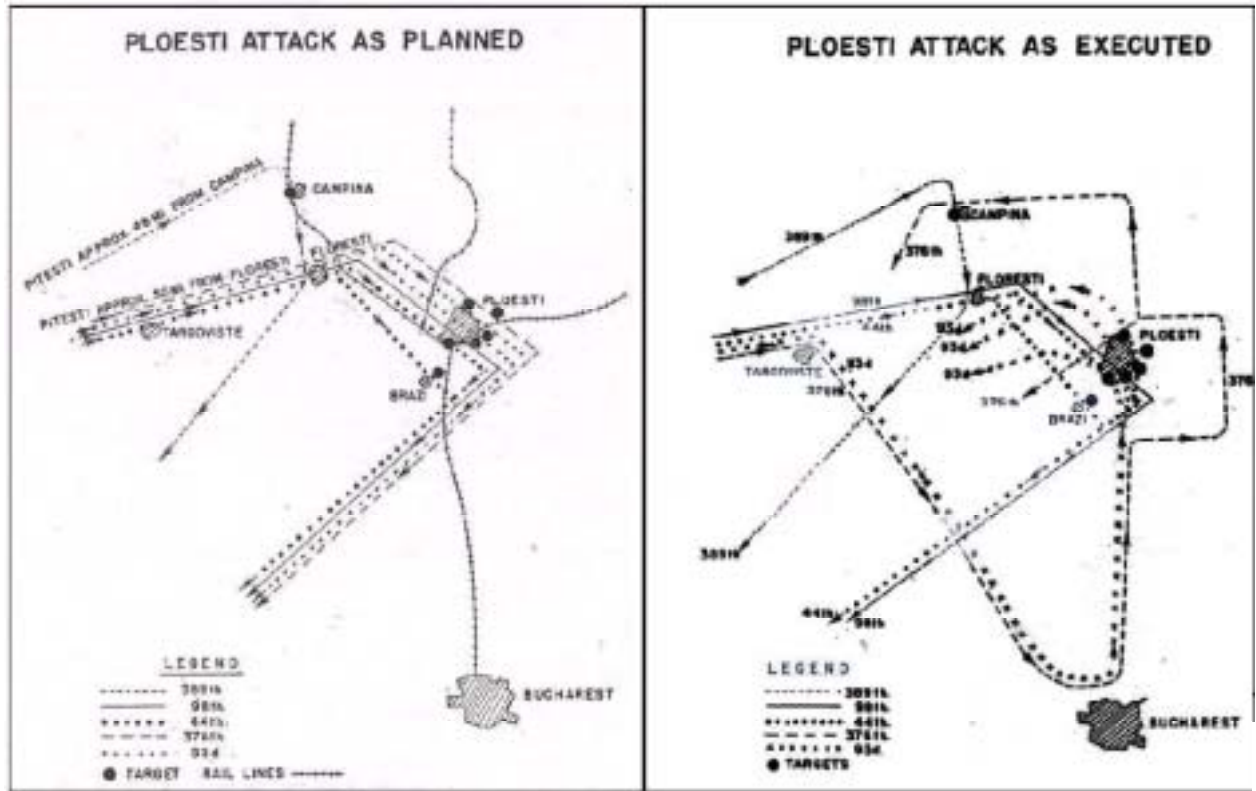 PLOESTI ATTACK AS PLANNED
PITESTI APPROX 48 MI FROM CAMPINA
CAMPINA
PITESTI APPROX 50 MI FROM FLORESTI
FLORESTI
TARGOVISTE
PLOESTI
BRAZI
BUCHAREST
LEGEND
389th.
98th.
44th.
376th.
93d.
TARGET RAIL LINES
PLOESTI ATTACK AS EXECUTED
CAMPINA
389th.
376th.
FLORESTI
98th.
44th.
93d.
93d.
93d.
PLOESTI
TARGOVISTE
93d.
376th.
376th.
376
BRAZI
389th.
44th.
98th.
BUCHAREST
LEGEND
389th.
98th.
44th.
376th.
93d.
TARGETS